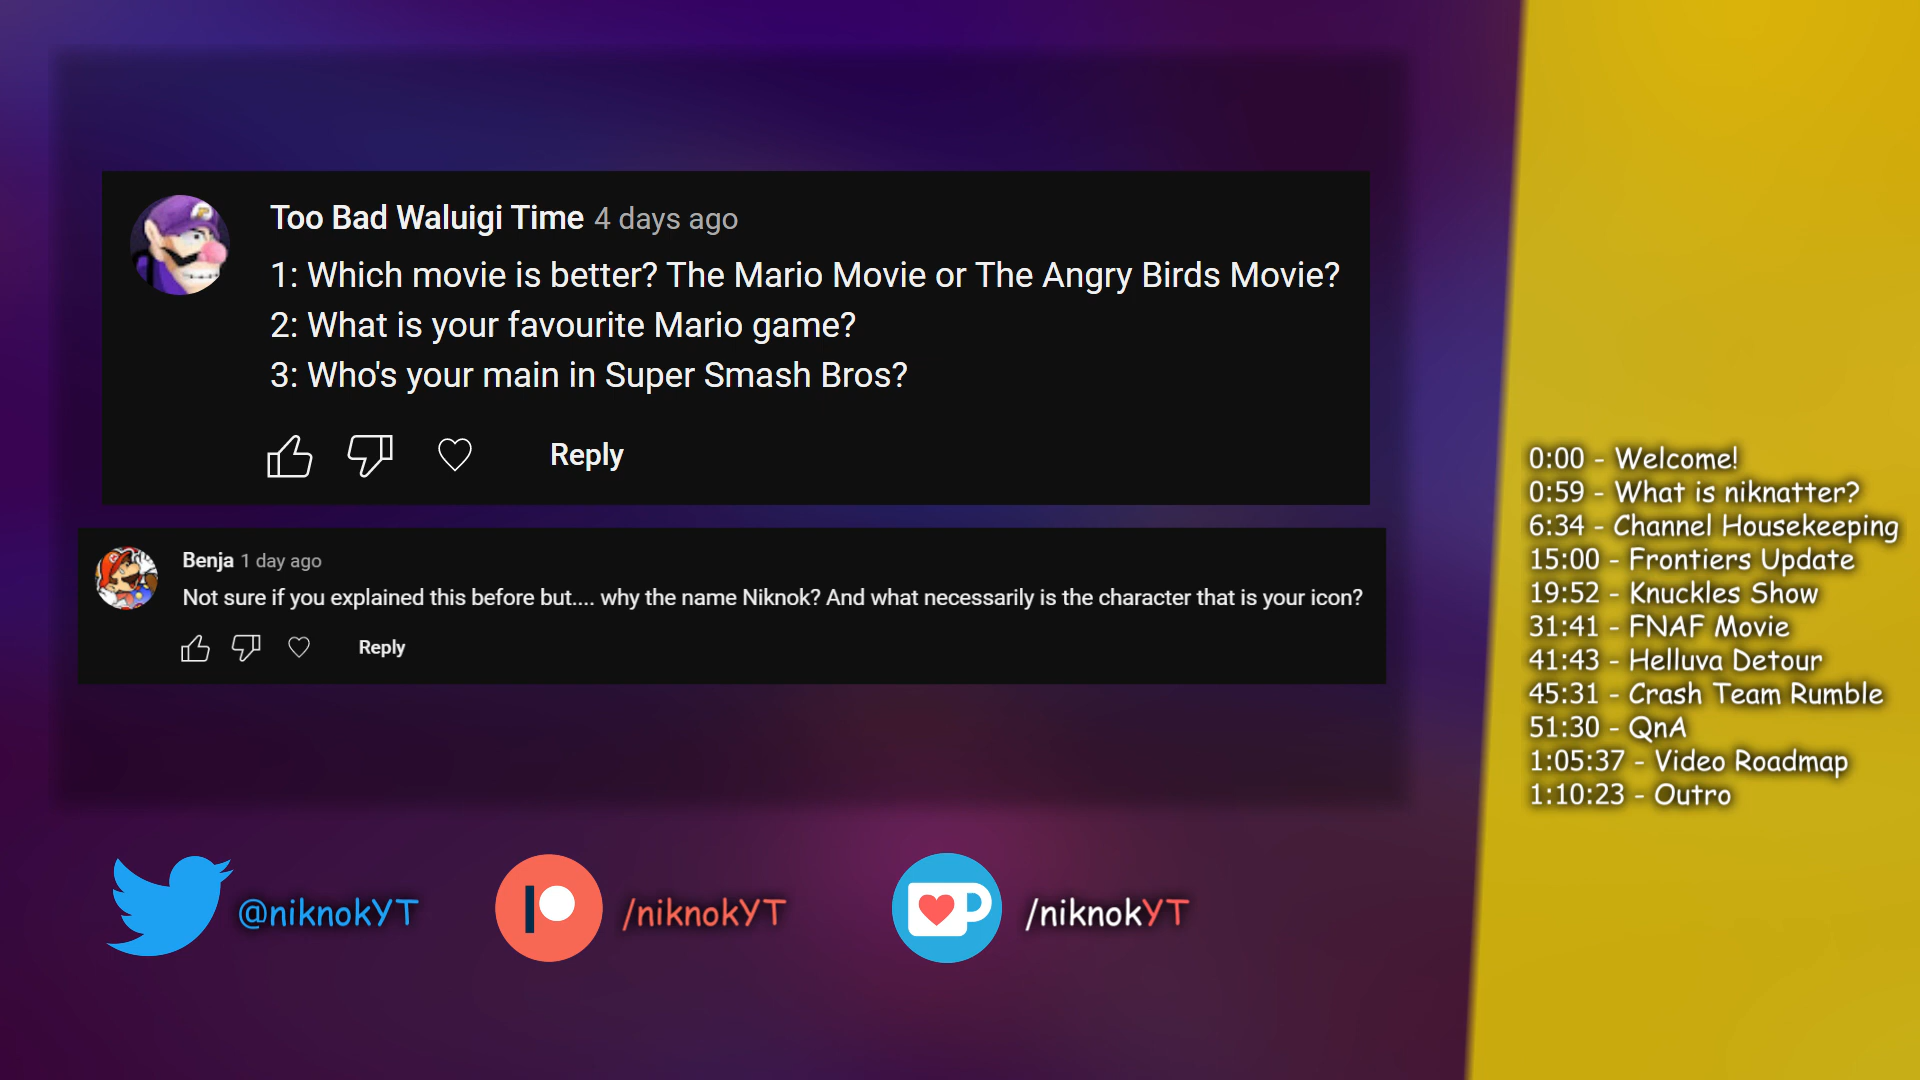 Too Bad Waluigi Time 4 days ago
1: Which movie is better? The Mario Movie or The Angry Birds Movie?
2: What is your favourite Mario game?
3: Who's your main in Super Smash Bros?
Reply
Benja 1 day ago
Not sure if you explained this before but.... why the name Niknok? And what necessarily is the character that is your icon?
Reply
@niknokYT
/niknokYT
/niknokYT
0:00 - Welcome!
0:59 - What is niknatter?
6:34 - Channel Housekeeping
15:00 - Frontiers Update
19:52 - Knuckles Show
31:41 - FNAF Movie
41:43 - Helluva Detour
45:31 - Crash Team Rumble
51:30 - QnA
1:05:37 - Video Roadmap
1:10:23 - Outro